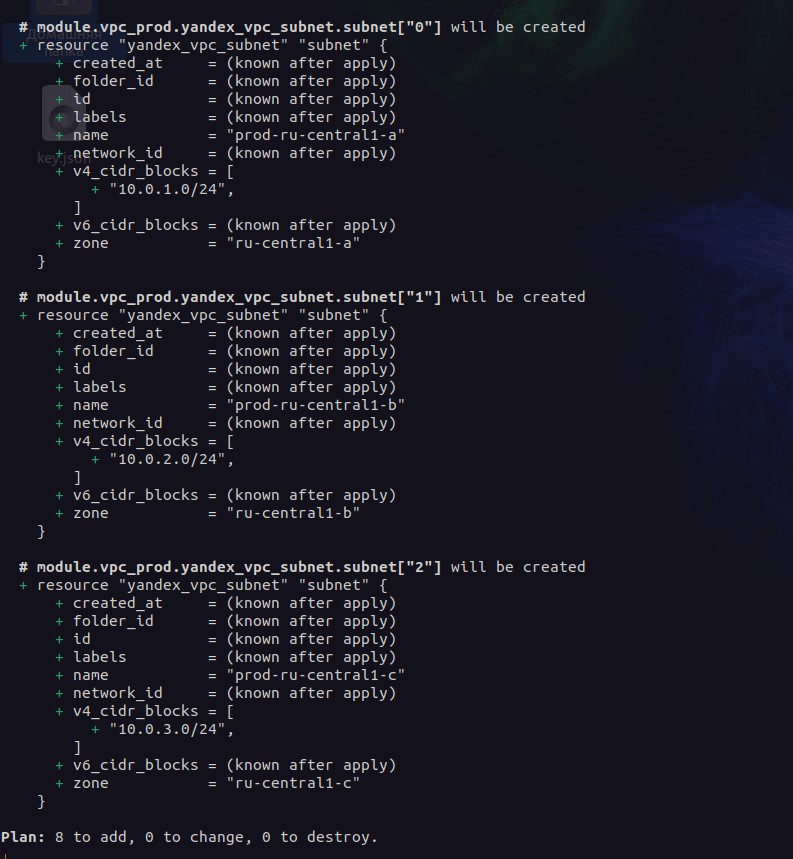 # module.vpc_prod.yandex_vpc_subnet.subnet["0"] will be created
+ resource "yandex_vpc_subnet" "subnet" {
+ created_at = (known after apply)
+ folder_id = (known after apply)
+ id = (known after apply)
+ labels = (known after apply)
+ name = "prod-ru-central1-a"
+ network_id = (known after apply)
+ v4_cidr_blocks = [
+ "10.0.1.0/24",
]
+ v6_cidr_blocks = (known after apply)
+ zone = "ru-central1-a"
}
# module.vpc_prod.yandex_vpc_subnet.subnet["1"] will be created
+ resource "yandex_vpc_subnet" "subnet" {
+ created_at = (known after apply)
+ folder_id = (known after apply)
+ id = (known after apply)
+ labels = (known after apply)
+ name = "prod-ru-central1-b"
+ network_id = (known after apply)
+ v4_cidr_blocks = [
+ "10.0.2.0/24",
]
+ v6_cidr_blocks = (known after apply)
+ zone = "ru-central1-b"
}
# module.vpc_prod.yandex_vpc_subnet.subnet["2"] will be created
+ resource "yandex_vpc_subnet" "subnet" {
+ created_at = (known after apply)
+ folder_id = (known after apply)
+ id = (known after apply)
+ labels = (known after apply)
+ name = "prod-ru-central1-c"
+ network_id = (known after apply)
+ v4_cidr_blocks = [
+ "10.0.3.0/24",
]
+ v6_cidr_blocks = (known after apply)
+ zone = "ru-central1-c"
}
Plan: 8 to add, 0 to change, 0 to destroy.
Домашняя
папка
key.json